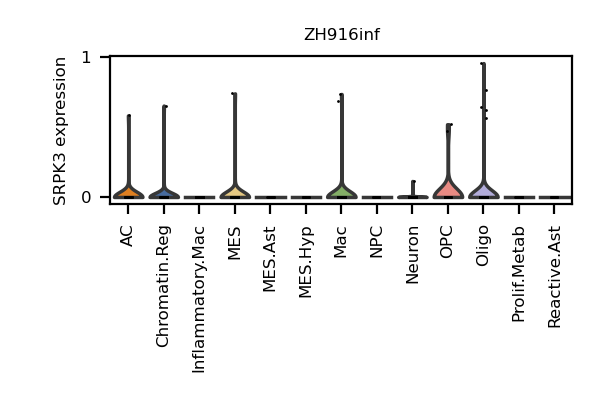 ZH916inf
SRPK3 expression
1
0
AC
Chromatin.Reg
Inflammatory.Mac
MES
MES.Ast
MES.Hyp
Mac
NPC
Neuron
OPC
Oligo
Prolif.Metab
Reactive.Ast